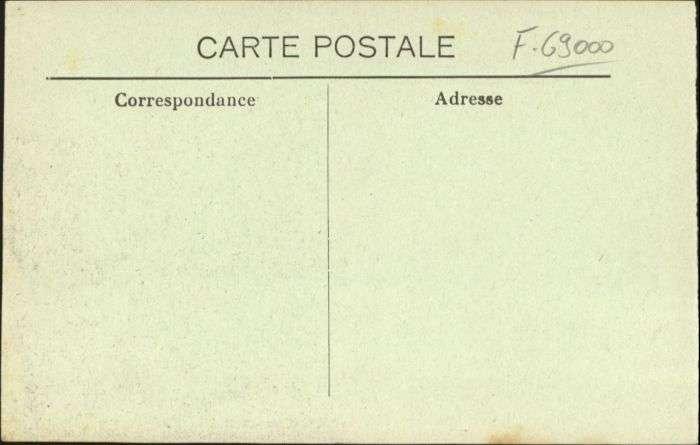 CARTE POSTALE F. 69000
Correspondance Adresse